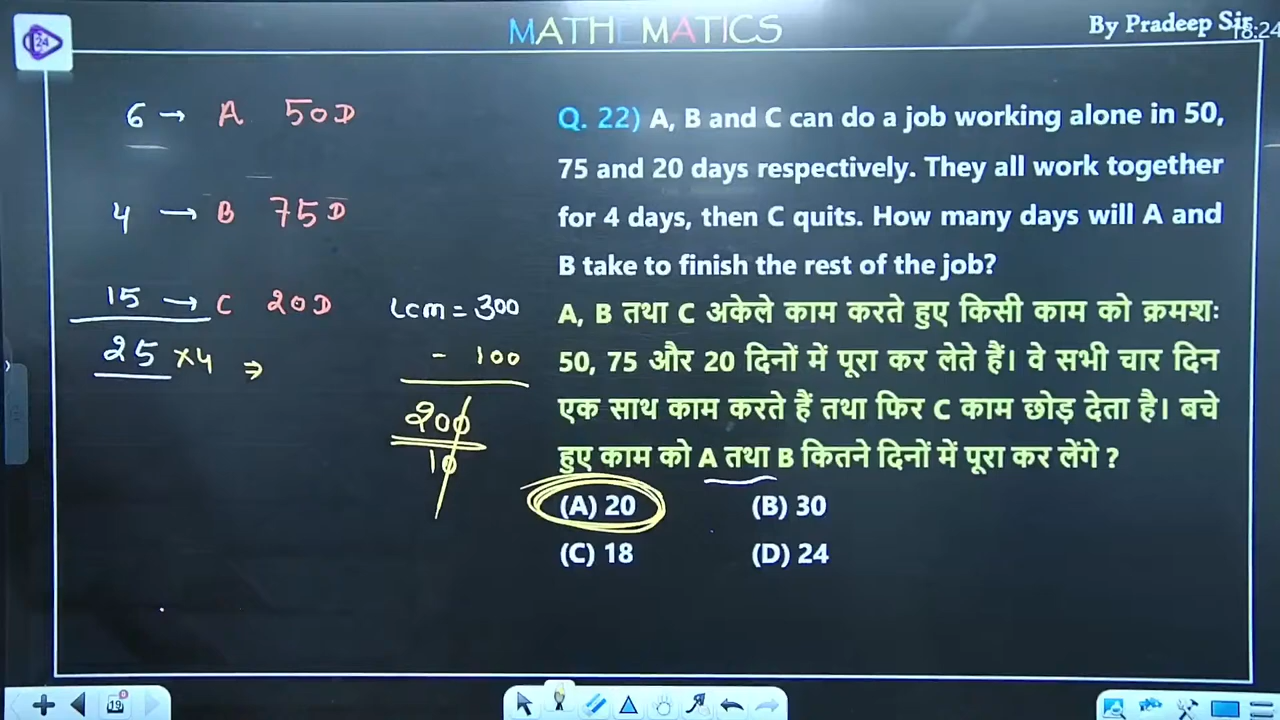 MATHEMATICS
By Pradeep Sir
18:24
24
6 → A 50D
4 → B 75D
15 → C 20D
25 ×4 ⇒
LCM = 300
- 100
200
10
Q. 22) A, B and C can do a job working alone in 50,
75 and 20 days respectively. They all work together
for 4 days, then C quits. How many days will A and
B take to finish the rest of the job?
A, B तथा C अकेले काम करते हुए किसी काम को क्रमशः
50, 75 और 20 दिनों में पूरा कर लेते हैं। वे सभी चार दिन
एक साथ काम करते हैं तथा फिर C काम छोड़ देता है। बचे
हुए काम को A तथा B कितने दिनों में पूरा कर लेंगे ?
(A) 20 (B) 30
(C) 18 (D) 24
19